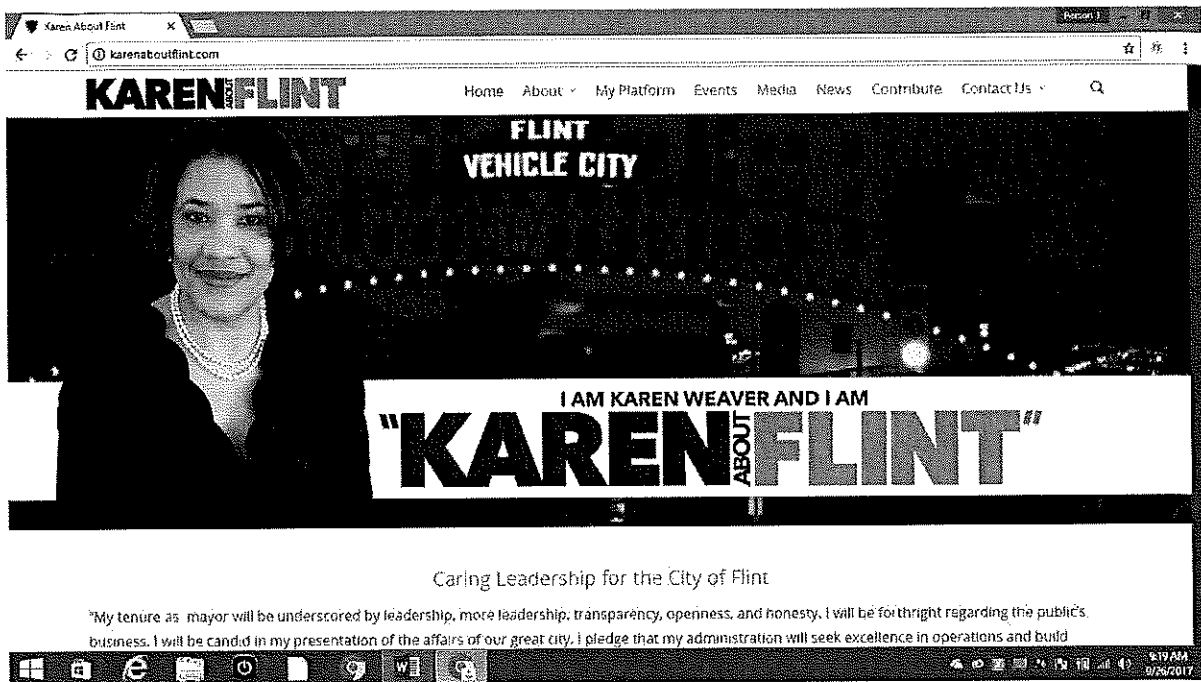 Karen About Flint
Person 1
karenaboutflint.com
KAREN ABOUT FLINT
Home About My Platform Events Media News Contribute Contact Us
FLINT
VEHICLE CITY
I AM KAREN WEAVER AND I AM
"KAREN ABOUT FLINT"
Caring Leadership for the City of Flint
"My tenure as mayor will be underscored by leadership, more leadership, transparency, openness, and honesty. I will be forthright regarding the public's
business. I will be candid in my presentation of the affairs of our great city. I pledge that my administration will seek excellence in operations and build
9:19 AM
9/26/2017